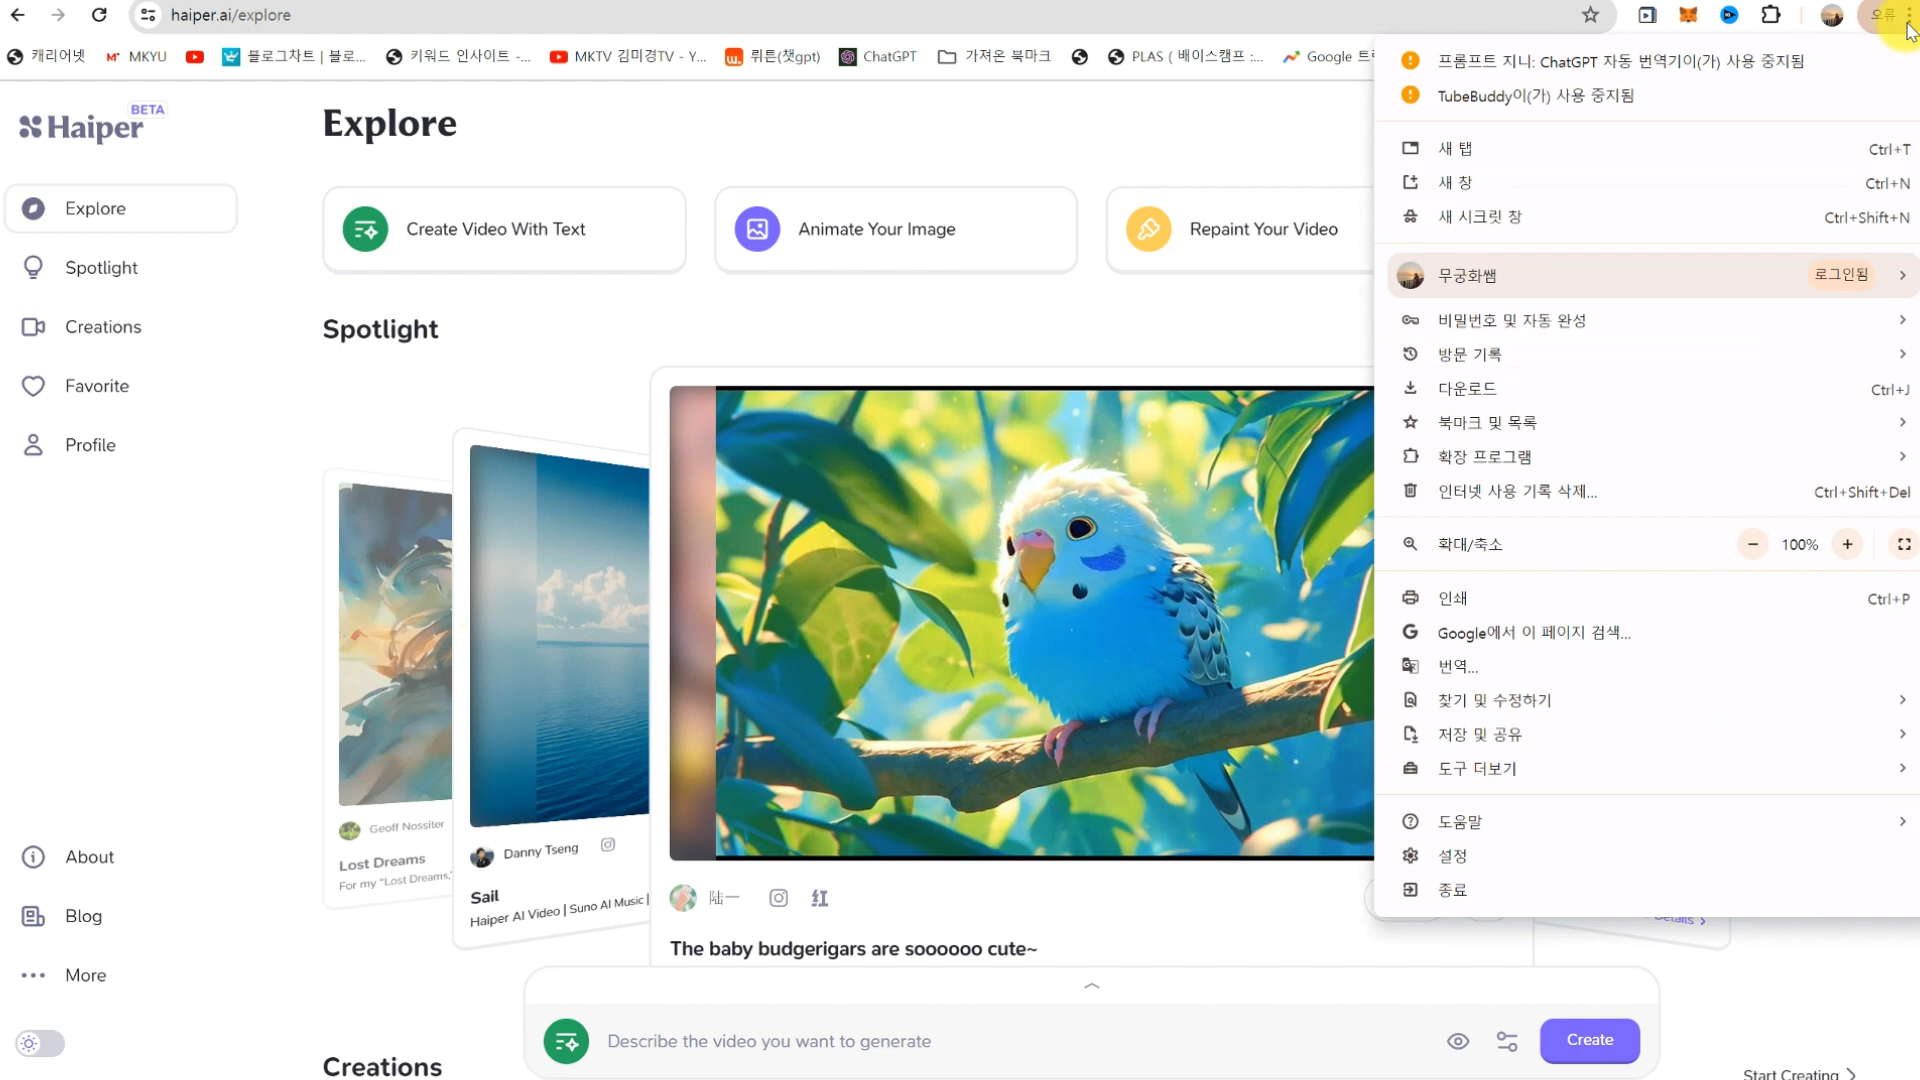 haiper.ai/explore
오류
캐리어넷
MKYU
블로그차트 | 블로...
키워드 인사이트 -...
MKTV 김미경TV - Y...
뤼튼(챗gpt)
ChatGPT
가져온 북마크
PLAS ( 배이스캠프 :...
Google 트
Haiper
BETA
Explore
Spotlight
Creations
Favorite
Profile
About
Blog
More
Explore
Create Video With Text
Animate Your Image
Repaint Your Video
Spotlight
Geoff Nossiter
Lost Dreams
For my "Lost Dreams,"
Danny Tseng
Sail
Haiper AI Video | Suno AI Music |
陆一
The baby budgerigars are soooooo cute~
Details
Describe the video you want to generate
Create
Creations
Start Creating
프롬프트 지니: ChatGPT 자동 번역기이(가) 사용 중지됨
TubeBuddy이(가) 사용 중지됨
새 탭 Ctrl+T
새 창 Ctrl+N
새 시크릿 창 Ctrl+Shift+N
무궁화쌤 로그인됨
비밀번호 및 자동 완성
방문 기록
다운로드 Ctrl+J
북마크 및 목록
확장 프로그램
인터넷 사용 기록 삭제... Ctrl+Shift+Del
확대/축소 − 100% +
인쇄 Ctrl+P
Google에서 이 페이지 검색...
번역...
찾기 및 수정하기
저장 및 공유
도구 더보기
도움말
설정
종료